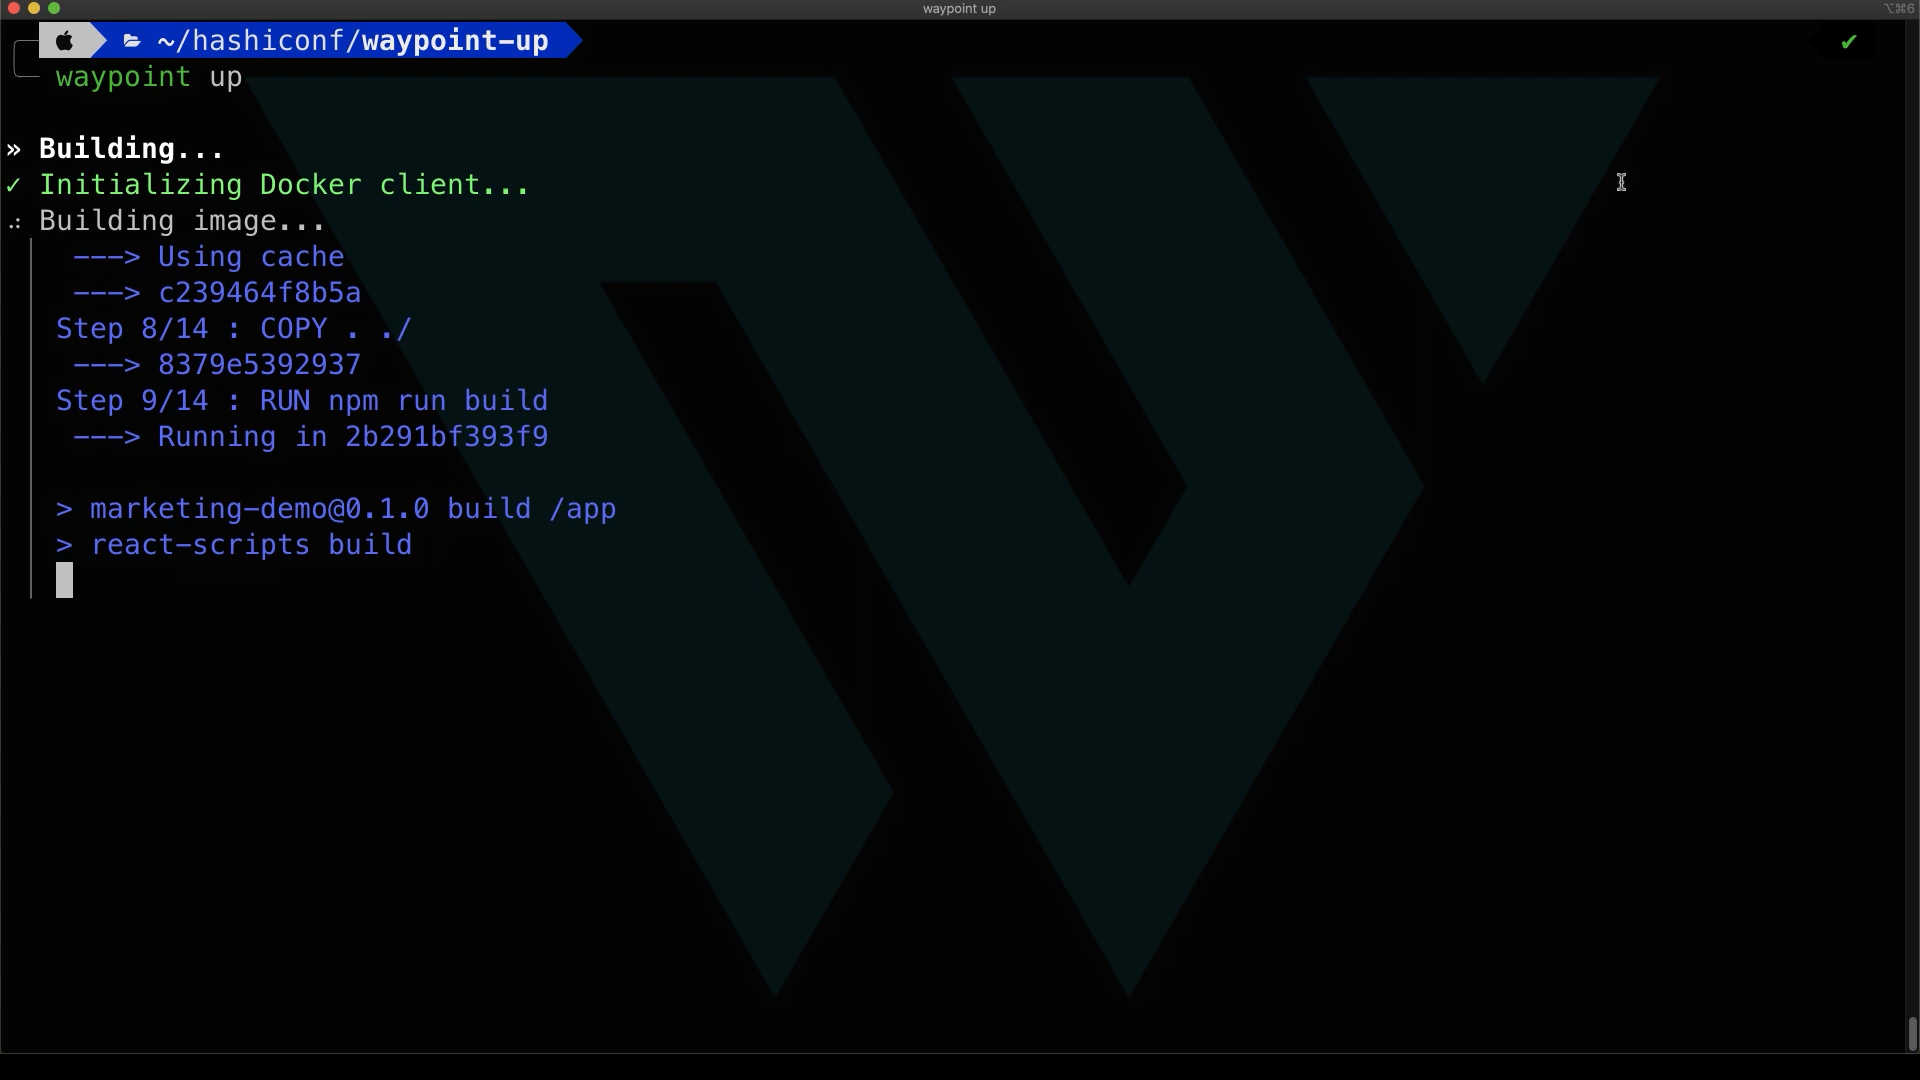 waypoint up
⌥⌘6
~/hashiconf/waypoint-up ✔
waypoint up
» Building...
✓ Initializing Docker client...
Building image...
---> Using cache
---> c239464f8b5a
Step 8/14 : COPY . ./
---> 8379e5392937
Step 9/14 : RUN npm run build
---> Running in 2b291bf393f9
> marketing-demo@0.1.0 build /app
> react-scripts build